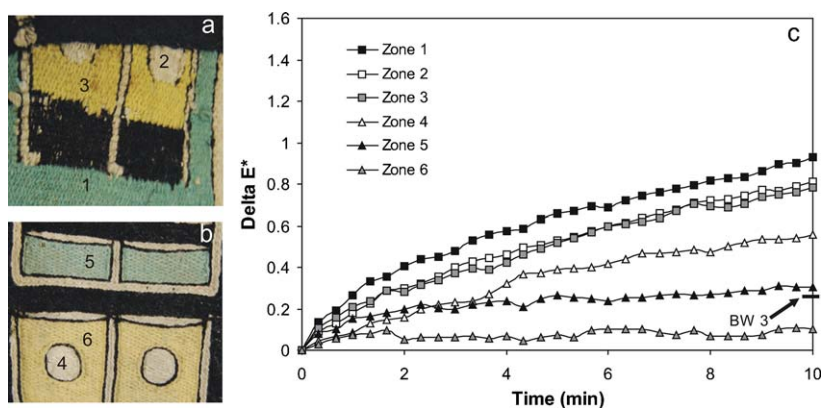 a
2
3
1
b
5
6
4
c
Zone 1
Zone 2
Zone 3
Zone 4
Zone 5
Zone 6
Delta E*
1.6
1.4
1.2
1
0.8
0.6
0.4
0.2
0
BW 3
0 2 4 6 8 10
Time (min)